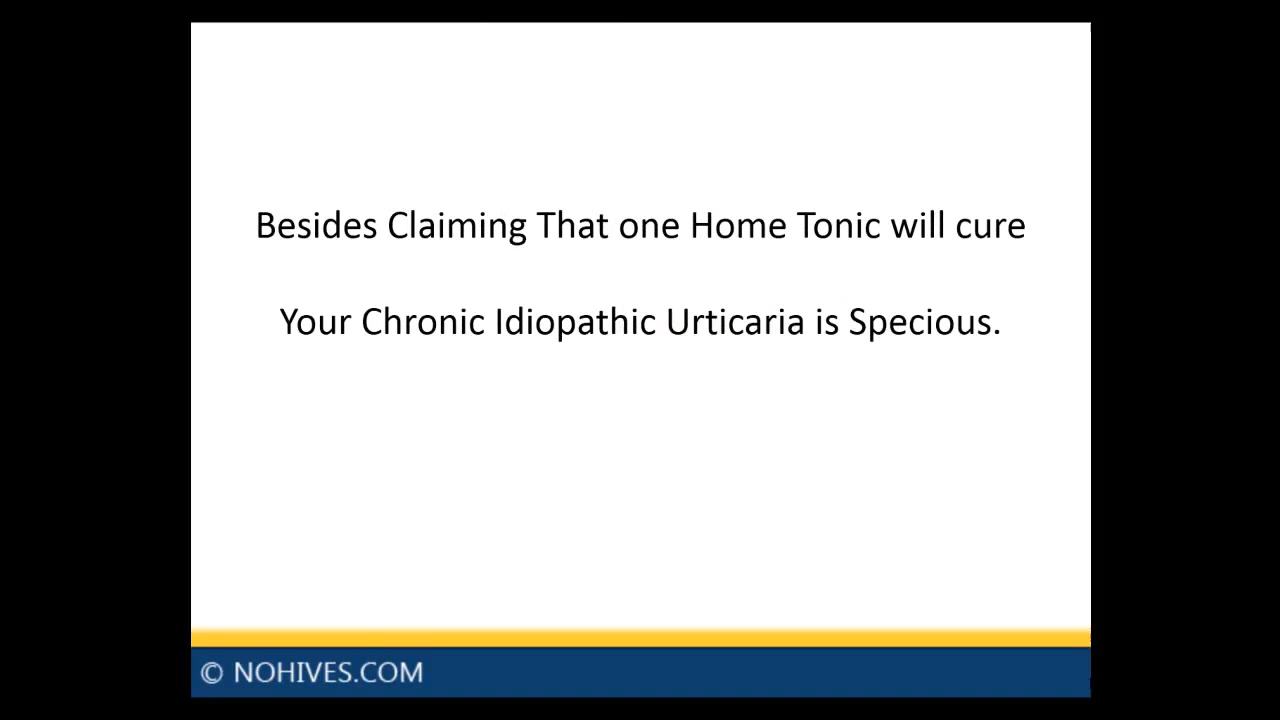 Besides Claiming That one Home Tonic will cure
Your Chronic Idiopathic Urticaria is Specious.
© NOHIVES.COM